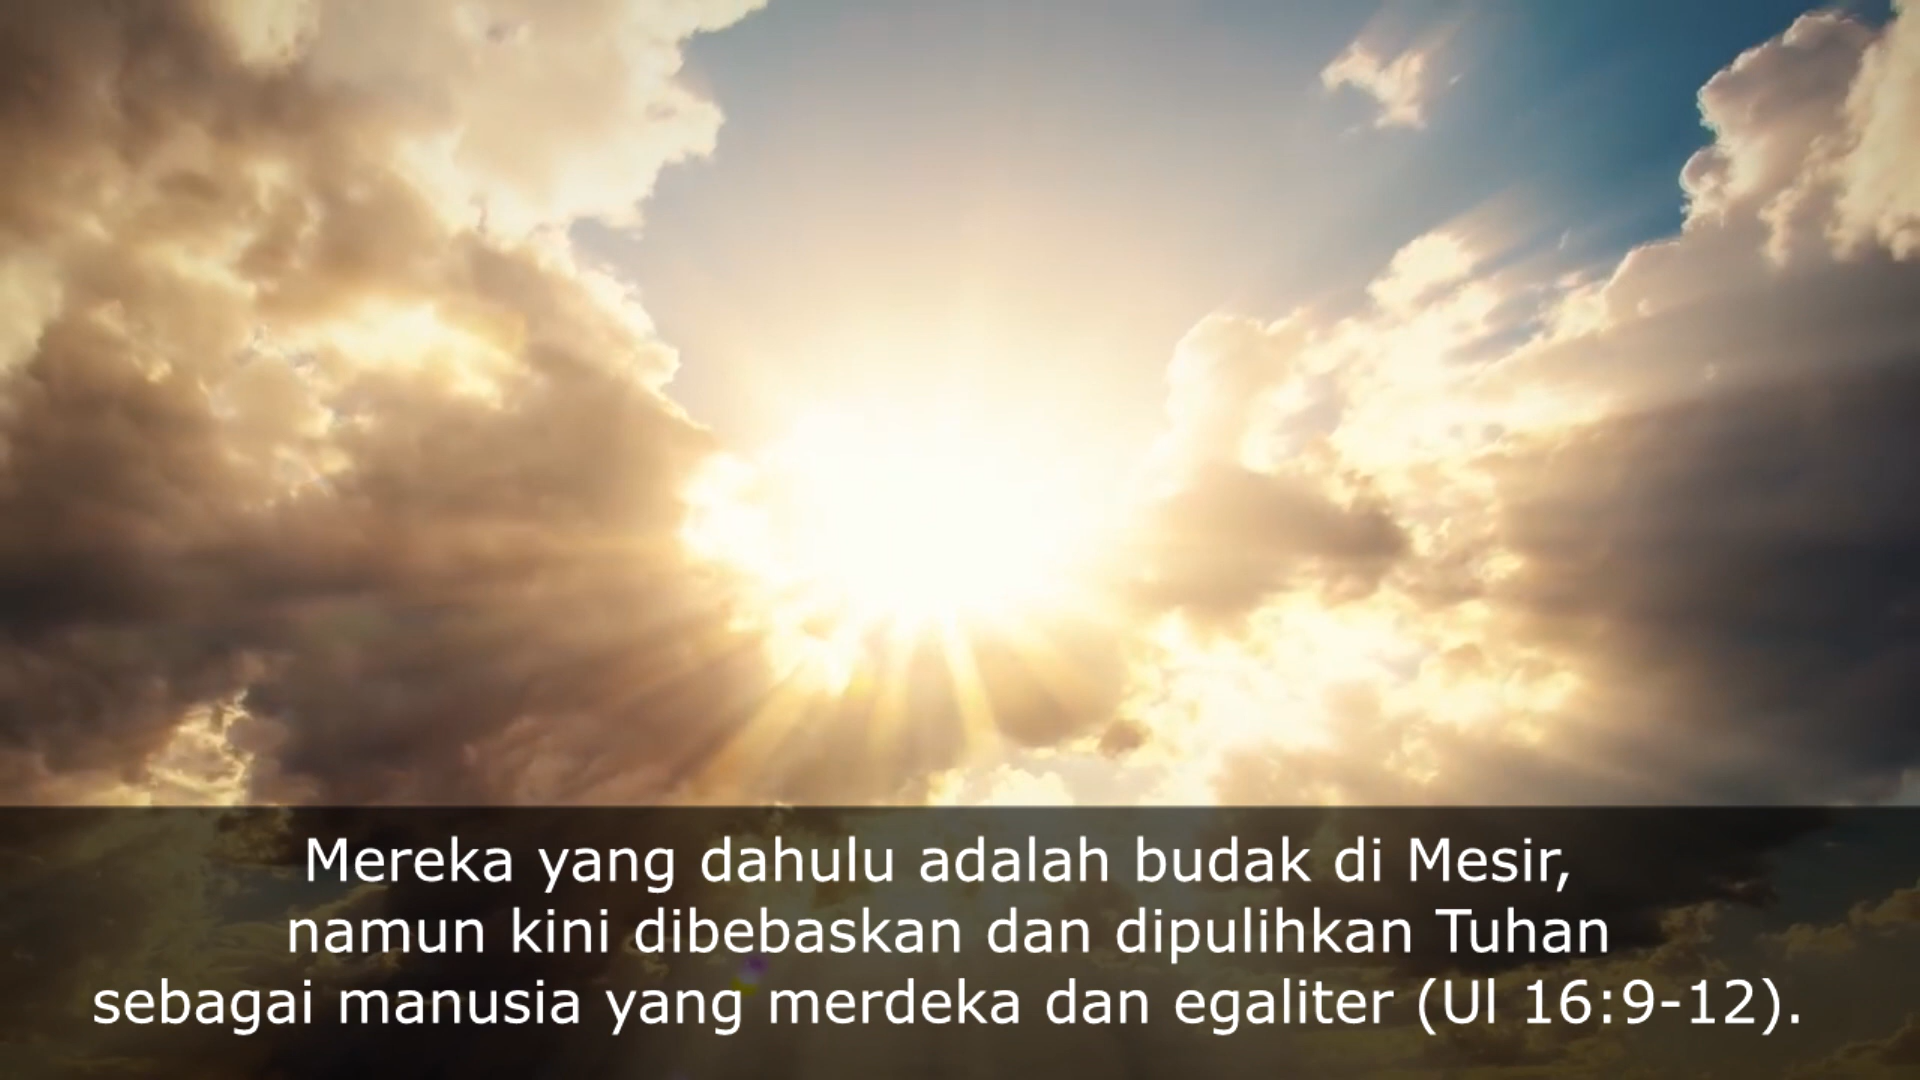 Mereka yang dahulu adalah budak di Mesir,
namun kini dibebaskan dan dipulihkan Tuhan
sebagai manusia yang merdeka dan egaliter (Ul 16:9-12).